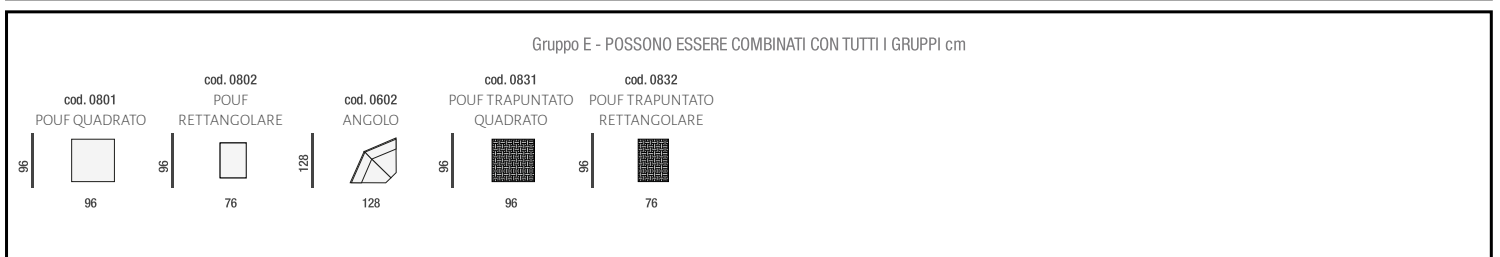 Gruppo E - POSSONO ESSERE COMBINATI CON TUTTI I GRUPPI cm
cod. 0801
POUF QUADRATO
96
96
cod. 0802
POUF
RETTANGOLARE
96
76
cod. 0602
ANGOLO
128
128
cod. 0831
POUF TRAPUNTATO
QUADRATO
96
96
cod. 0832
POUF TRAPUNTATO
RETTANGOLARE
96
76